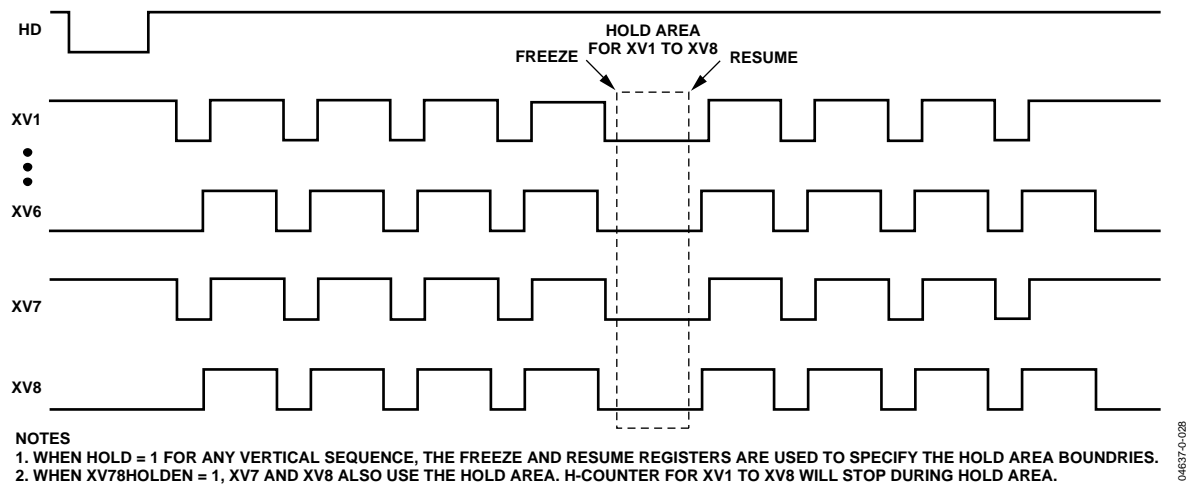 HD
HOLD AREA
FOR XV1 TO XV8
FREEZE
RESUME
XV1
XV6
XV7
XV8
NOTES
1. WHEN HOLD = 1 FOR ANY VERTICAL SEQUENCE, THE FREEZE AND RESUME REGISTERS ARE USED TO SPECIFY THE HOLD AREA BOUNDRIES.
2. WHEN XV78HOLDEN = 1, XV7 AND XV8 ALSO USE THE HOLD AREA. H-COUNTER FOR XV1 TO XV8 WILL STOP DURING HOLD AREA.
04637-0-028